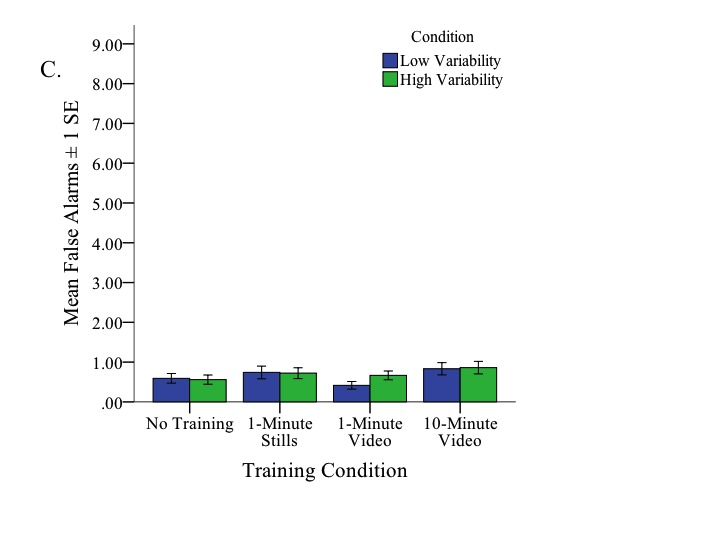 C.
Condition
Low Variability
High Variability
Mean False Alarms ± 1 SE
9.00
8.00
7.00
6.00
5.00
4.00
3.00
2.00
1.00
.00
No Training
1-Minute
Stills
1-Minute
Video
10-Minute
Video
Training Condition